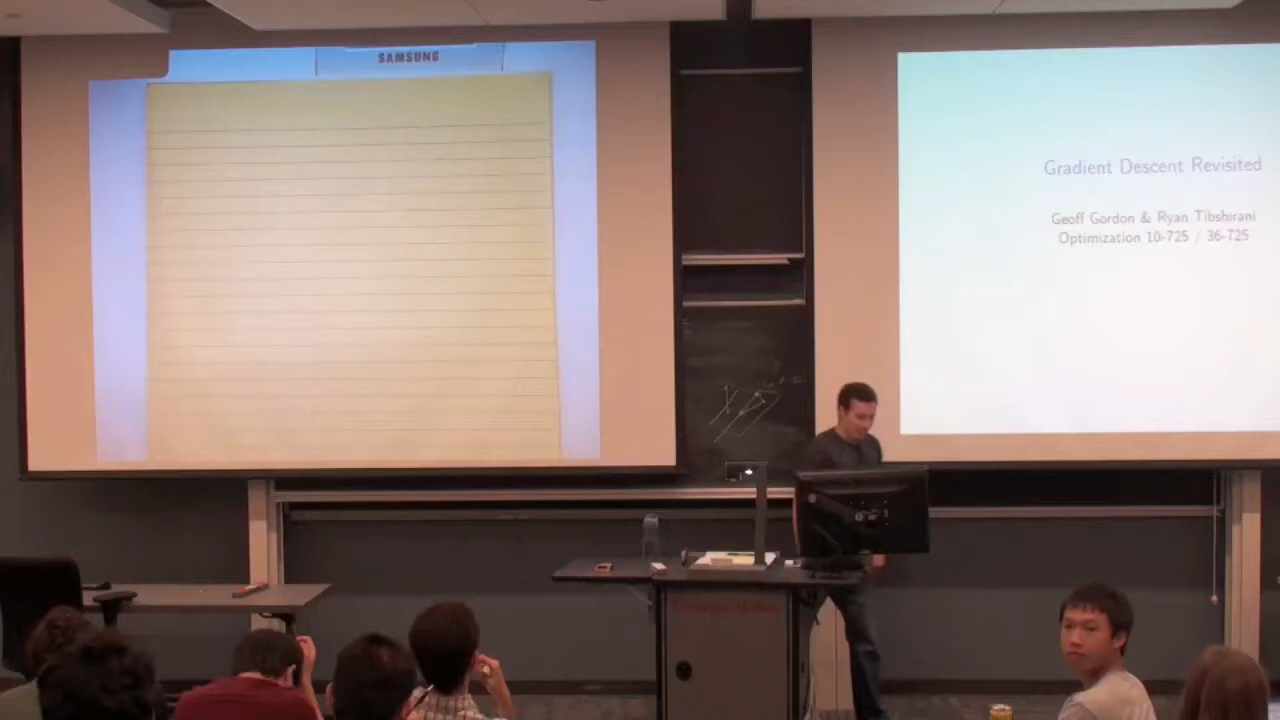 SAMSUNG
Gradient Descent Revisited
Geoff Gordon & Ryan Tibshirani
Optimization 10-725 / 36-725